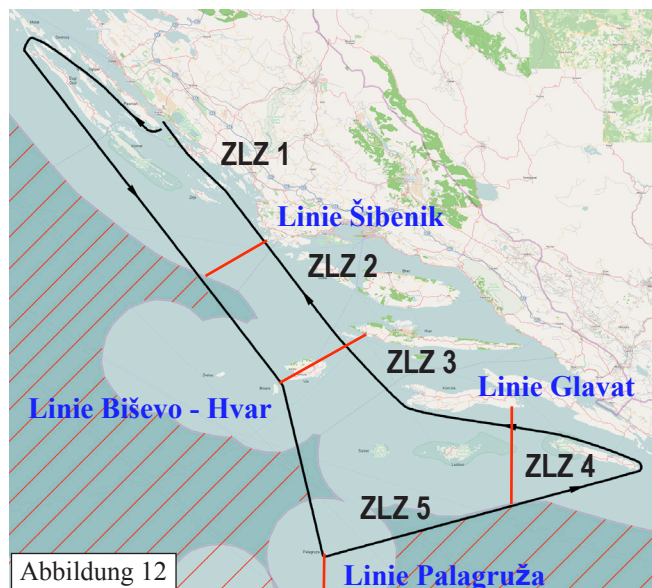 ZLZ 1
Linie Šibenik
ZLZ 2
ZLZ 3
Linie Glavat
Linie Biševo - Hvar
ZLZ 4
ZLZ 5
Abbildung 12
Linie Palagruža